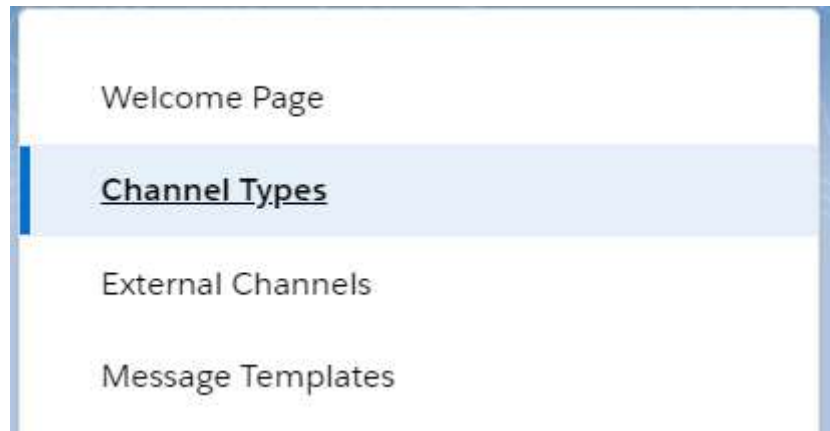 Welcome Page
Channel Types
External Channels
Message Templates